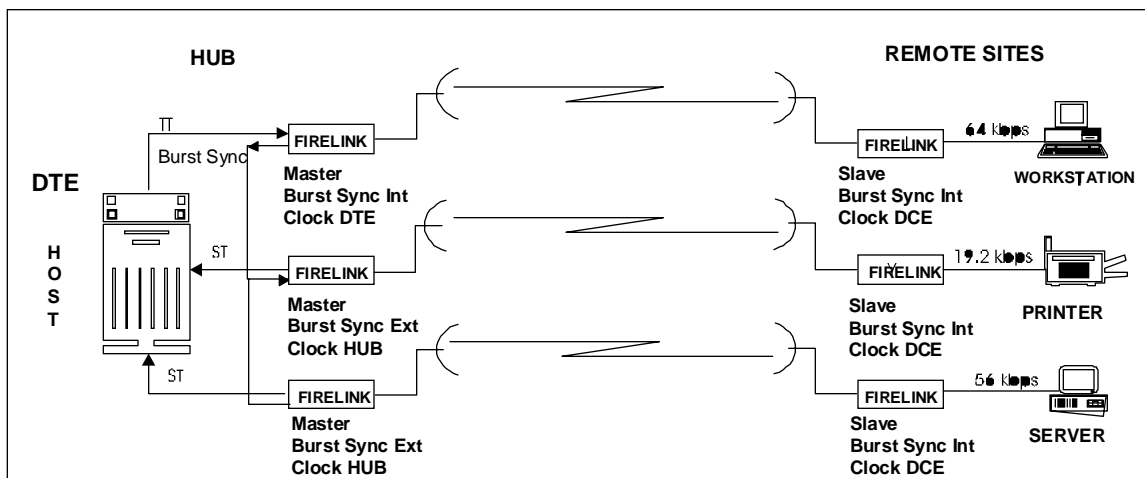 HUB
REMOTE SITES
TT
Burst Sync
FIRELINK
FIRELINK
64 kbps
DTE
Master
Burst Sync Int
Clock DTE
Slave
Burst Sync Int
Clock DCE
WORKSTATION
HOST
ST
FIRELINK
FIRELINK
19.2 kbps
Master
Burst Sync Ext
Clock HUB
Slave
Burst Sync Int
Clock DCE
PRINTER
ST
FIRELINK
FIRELINK
56 kbps
Master
Burst Sync Ext
Clock HUB
Slave
Burst Sync Int
Clock DCE
SERVER